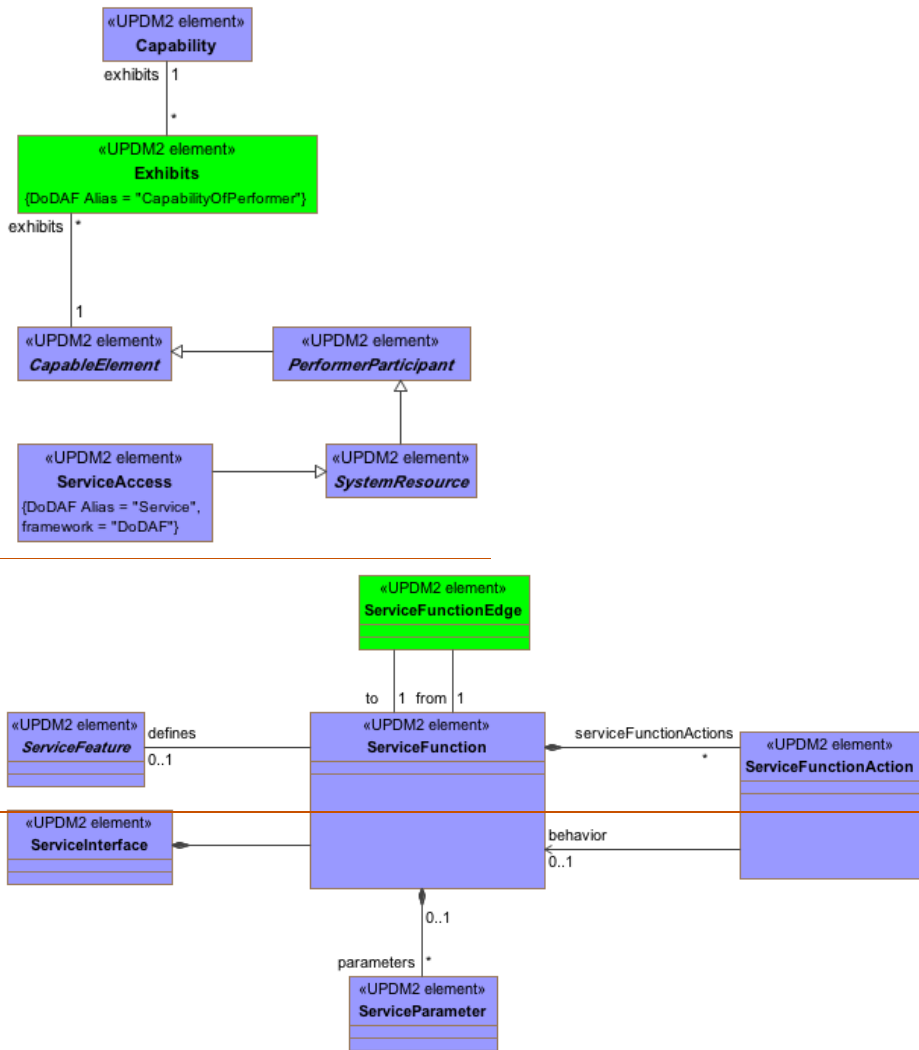 «UPDM2 element»
Capability
exhibits 1
*
«UPDM2 element»
Exhibits
{DoDAF Alias = "CapabilityOfPerformer"}
exhibits *
1
«UPDM2 element»
CapableElement
«UPDM2 element»
PerformerParticipant
«UPDM2 element»
ServiceAccess
{DoDAF Alias = "Service",
framework = "DoDAF"}
«UPDM2 element»
SystemResource
«UPDM2 element»
ServiceFunctionEdge
to 1 from 1
«UPDM2 element»
ServiceFeature
defines
0..1
«UPDM2 element»
ServiceFunction
serviceFunctionActions
*
«UPDM2 element»
ServiceFunctionAction
«UPDM2 element»
ServiceInterface
behavior
0..1
0..1
parameters *
«UPDM2 element»
ServiceParameter